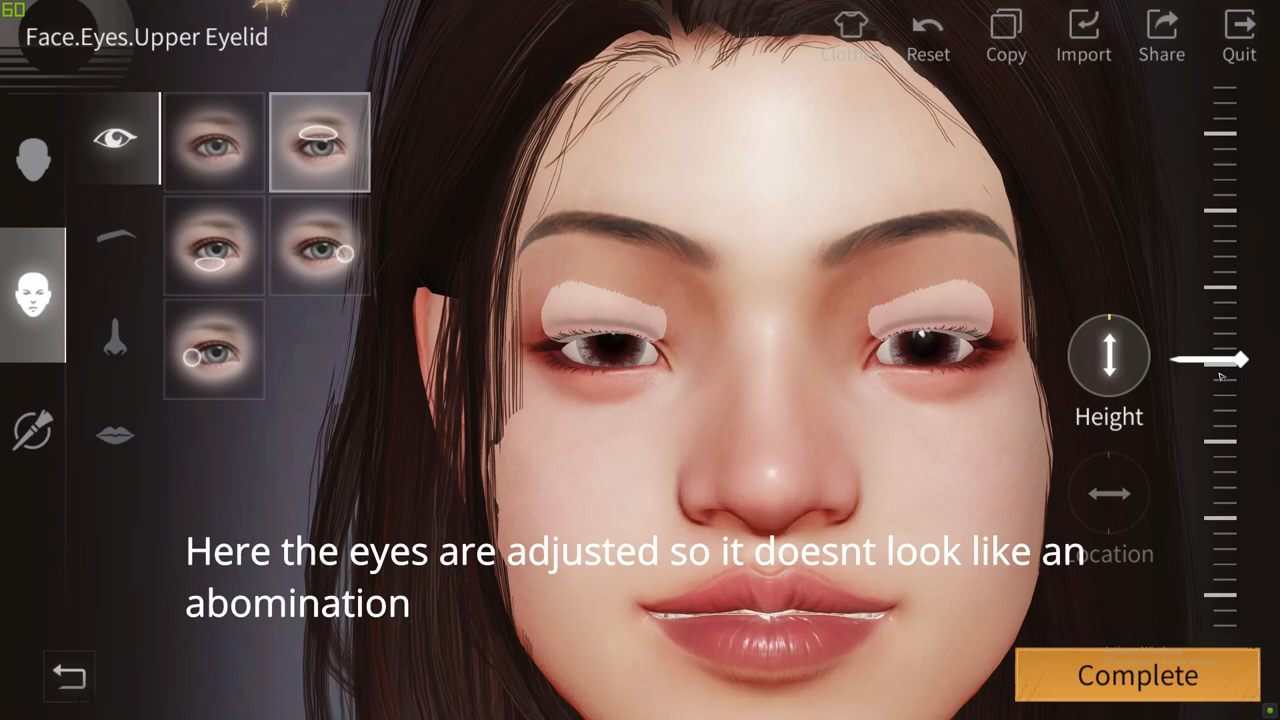 60
Face.Eyes.Upper Eyelid
Clothes
Reset
Copy
Import
Share
Quit
Height
Location
Here the eyes are adjusted so it doesnt look like an
abomination
Complete